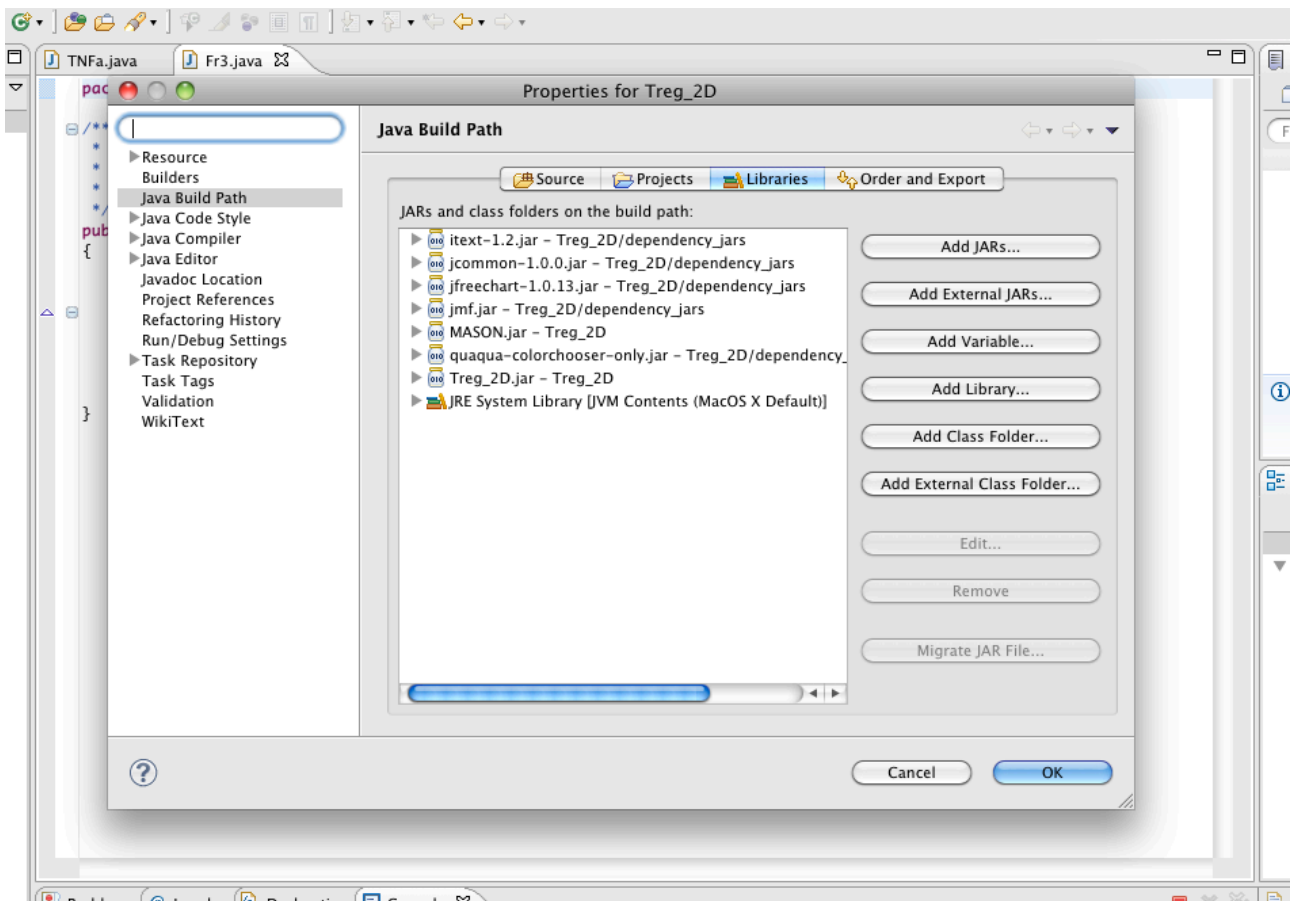 TNFa.java
Fr3.java
pac
Properties for Treg_2D
/**
*
*
*
*/
pub
{
}
Resource
Builders
Java Build Path
Java Code Style
Java Compiler
Java Editor
Javadoc Location
Project References
Refactoring History
Run/Debug Settings
Task Repository
Task Tags
Validation
WikiText
Java Build Path
Source
Projects
Libraries
Order and Export
JARs and class folders on the build path:
itext-1.2.jar - Treg_2D/dependency_jars
jcommon-1.0.0.jar - Treg_2D/dependency_jars
jfreechart-1.0.13.jar - Treg_2D/dependency_jars
jmf.jar - Treg_2D/dependency_jars
MASON.jar - Treg_2D
quaqua-colorchooser-only.jar - Treg_2D/dependency_
Treg_2D.jar - Treg_2D
JRE System Library [JVM Contents (MacOS X Default)]
Add JARs...
Add External JARs...
Add Variable...
Add Library...
Add Class Folder...
Add External Class Folder...
Edit...
Remove
Migrate JAR File...
Cancel
OK